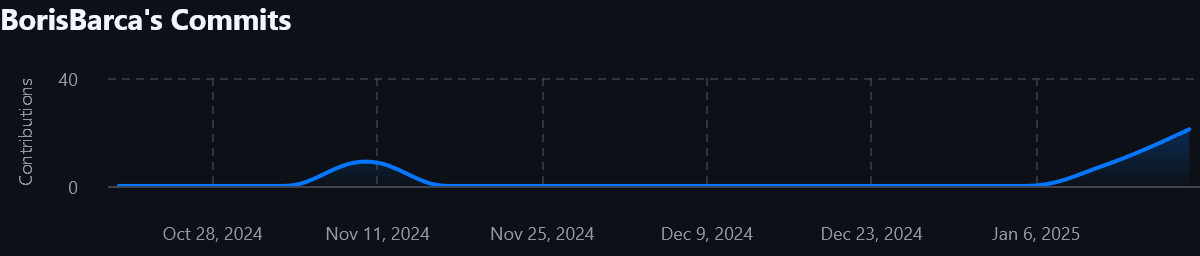 BorisBarca's Commits
Contributions
40
0
Oct 28, 2024
Nov 11, 2024
Nov 25, 2024
Dec 9, 2024
Dec 23, 2024
Jan 6, 2025